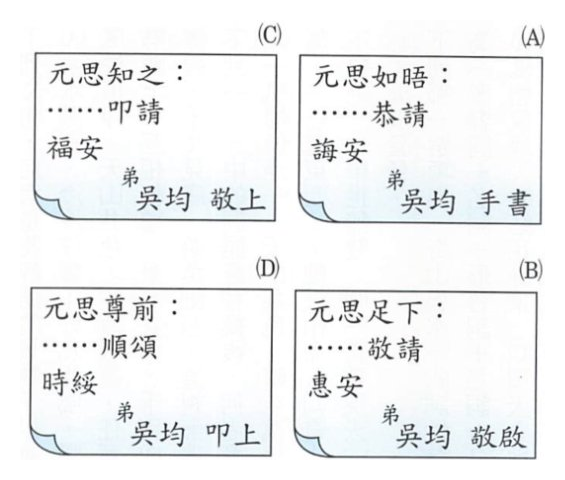 (A)
元思如晤：
……恭請
誨安
弟吳均 手書
(B)
元思足下：
……敬請
惠安
弟吳均 敬啟
(C)
元思知之：
……叩請
福安
弟吳均 敬上
(D)
元思尊前：
……順頌
時綏
弟吳均 叩上